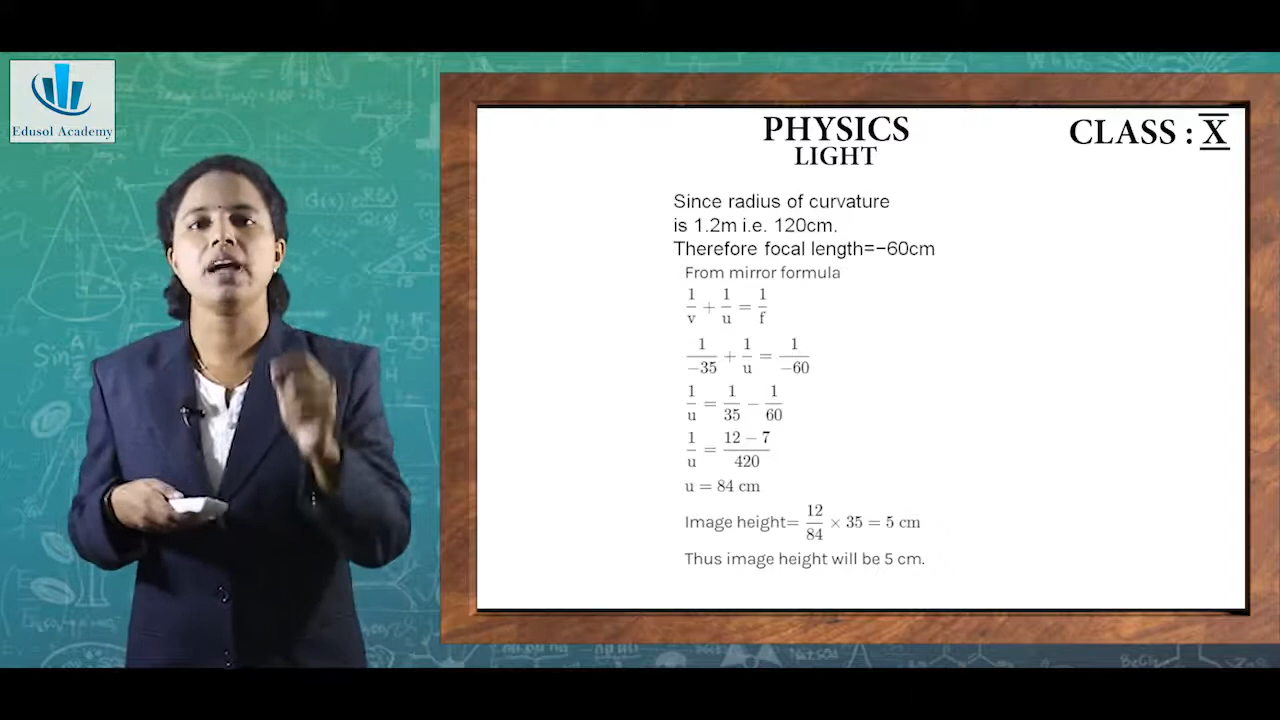 Edusol Academy
PHYSICS
LIGHT
CLASS : X
Since radius of curvature
is 1.2m i.e. 120cm.
Therefore focal length=−60cm
From mirror formula
1/v + 1/u = 1/f
1/−35 + 1/u = 1/−60
1/u = 1/35 − 1/60
1/u = 12 − 7/420
u = 84 cm
Image height= 12/84 × 35 = 5 cm
Thus image height will be 5 cm.